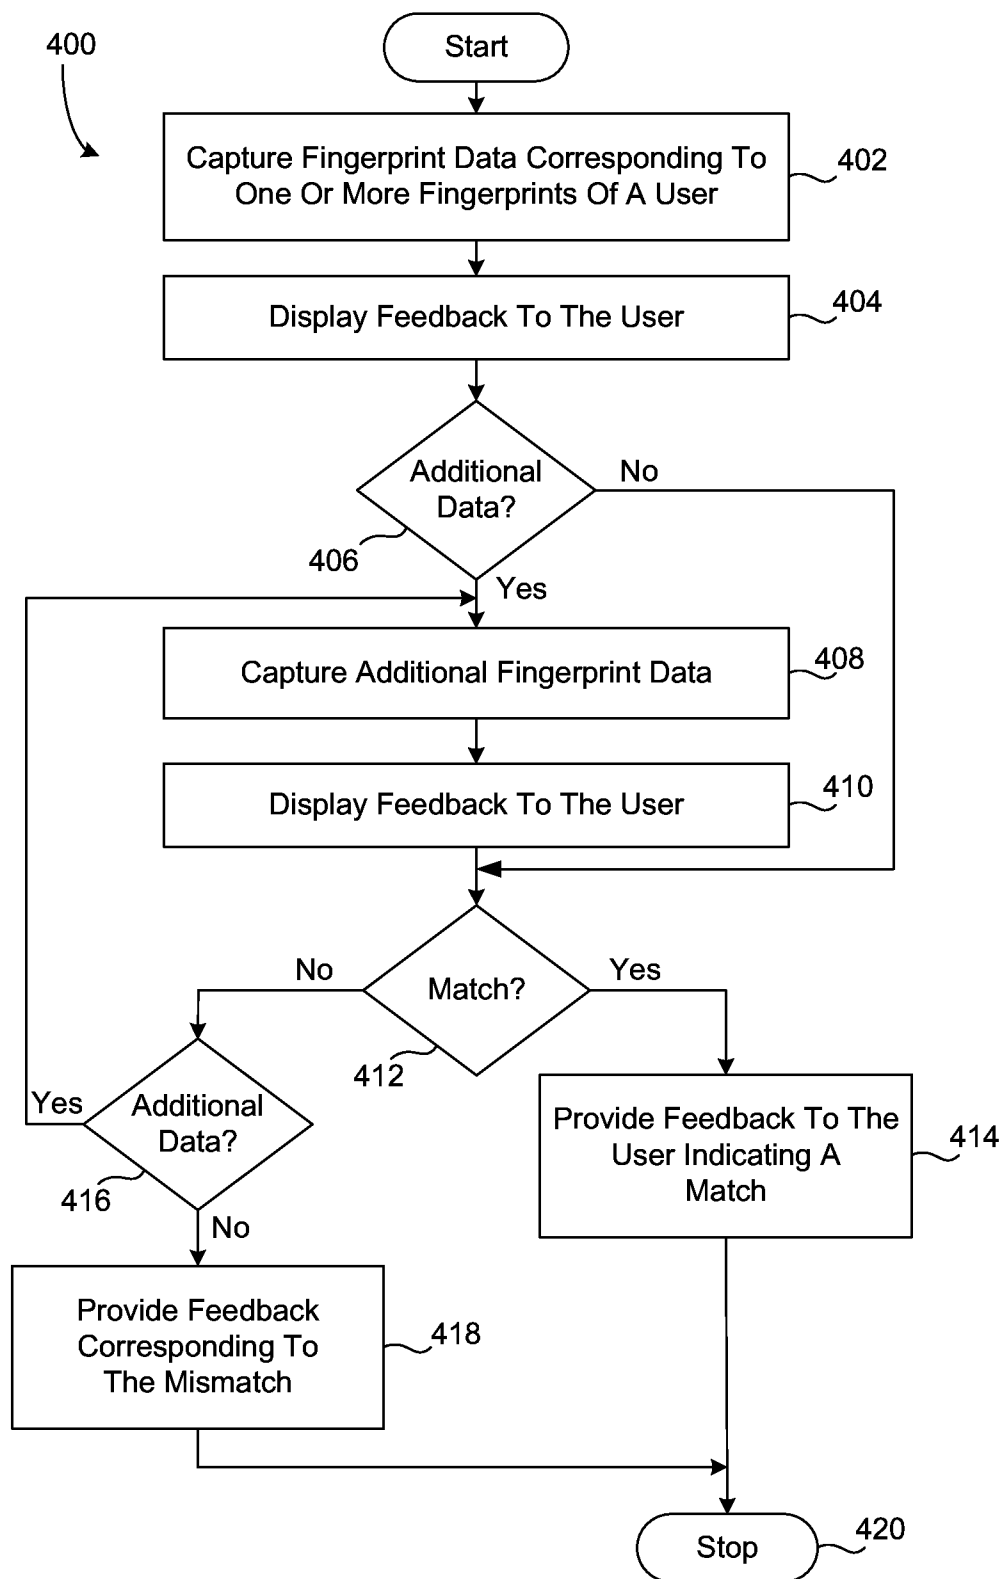 400
Start
Capture Fingerprint Data Corresponding To
One Or More Fingerprints Of A User
402
Display Feedback To The User
404
Additional
Data?
No
406
Yes
Capture Additional Fingerprint Data
408
Display Feedback To The User
410
No
Match?
Yes
412
Yes
Additional
Data?
416
No
Provide Feedback To The
User Indicating A
Match
414
Provide Feedback
Corresponding To
The Mismatch
418
Stop
420